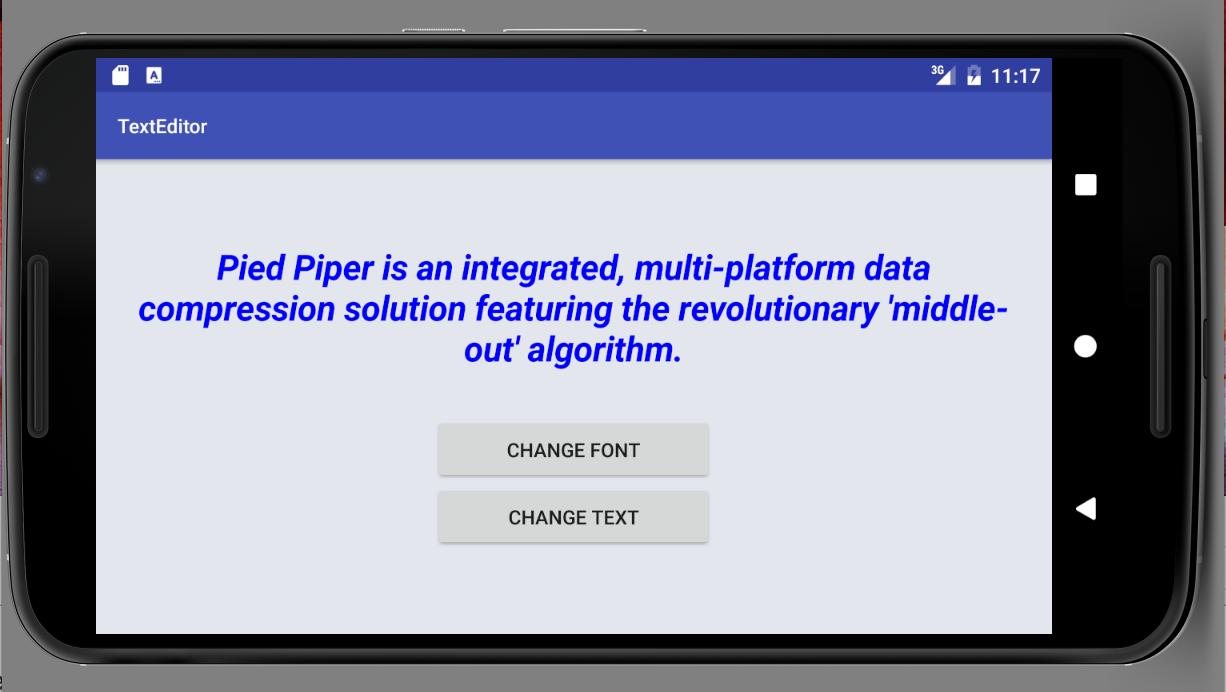 3G 11:17
TextEditor
Pied Piper is an integrated, multi-platform data
compression solution featuring the revolutionary 'middle-
out' algorithm.
CHANGE FONT
CHANGE TEXT